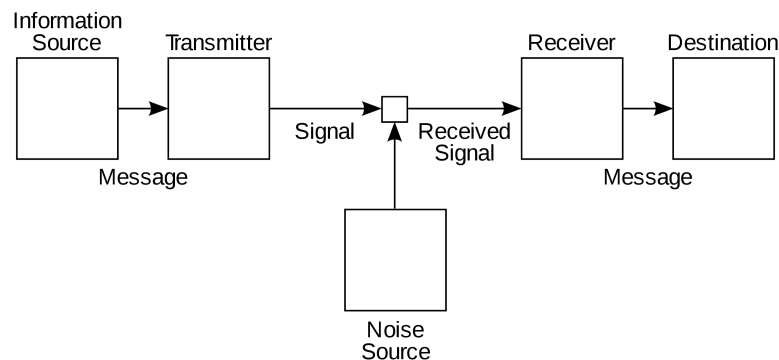 Information
Source
Transmitter
Receiver
Destination
Signal
Received
Signal
Message
Message
Noise
Source